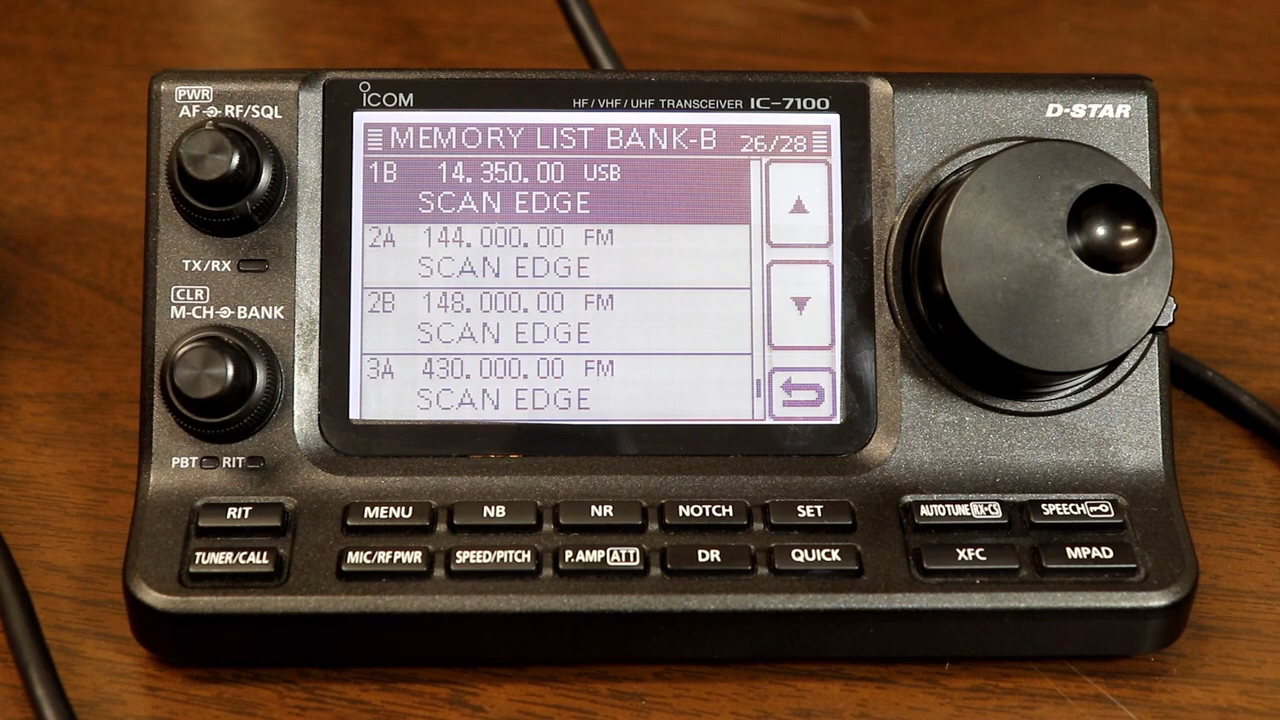 PWR
AF RF/SQL
ICOM
HF/VHF/UHF TRANSCEIVER IC-7100
D-STAR
MEMORY LIST BANK-B 26/28
1B 14.350.00 USB
SCAN EDGE
2A 144.000.00 FM
SCAN EDGE
2B 148.000.00 FM
SCAN EDGE
3A 430.000.00 FM
SCAN EDGE
TX/RX
CLR
M-CH BANK
PBT RIT
RIT MENU NB NR NOTCH SET AUTOTUNE RX-CS SPEECH
TUNER/CALL MIC/RF PWR SPEED/PITCH P.AMP ATT DR QUICK XFC MPAD